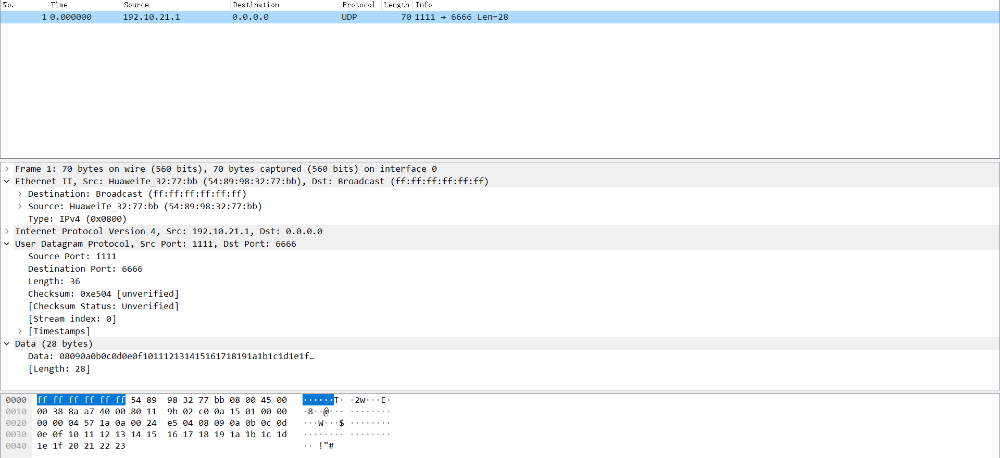 No. Time Source Destination Protocol Length Info
1 0.000000 192.10.21.1 0.0.0.0 UDP 70 1111 → 6666 Len=28
Frame 1: 70 bytes on wire (560 bits), 70 bytes captured (560 bits) on interface 0
Ethernet II, Src: HuaweiTe_32:77:bb (54:89:98:32:77:bb), Dst: Broadcast (ff:ff:ff:ff:ff:ff)
Destination: Broadcast (ff:ff:ff:ff:ff:ff)
Source: HuaweiTe_32:77:bb (54:89:98:32:77:bb)
Type: IPv4 (0x0800)
Internet Protocol Version 4, Src: 192.10.21.1, Dst: 0.0.0.0
User Datagram Protocol, Src Port: 1111, Dst Port: 6666
Source Port: 1111
Destination Port: 6666
Length: 36
Checksum: 0xe504 [unverified]
[Checksum Status: Unverified]
[Stream index: 0]
[Timestamps]
Data (28 bytes)
Data: 08090a0b0c0d0e0f101112131415161718191a1b1c1d1e1f…
[Length: 28]
0000 ff ff ff ff ff ff 54 89 98 32 77 bb 08 00 45 00 ······T· ·2w···E·
0010 00 38 8a a7 40 00 80 11 9b 02 c0 0a 15 01 00 00 ·8··@··· ········
0020 00 00 04 57 1a 0a 00 24 e5 04 08 09 0a 0b 0c 0d ···W···$ ········
0030 0e 0f 10 11 12 13 14 15 16 17 18 19 1a 1b 1c 1d ········ ········
0040 1e 1f 20 21 22 23 ·· !"#